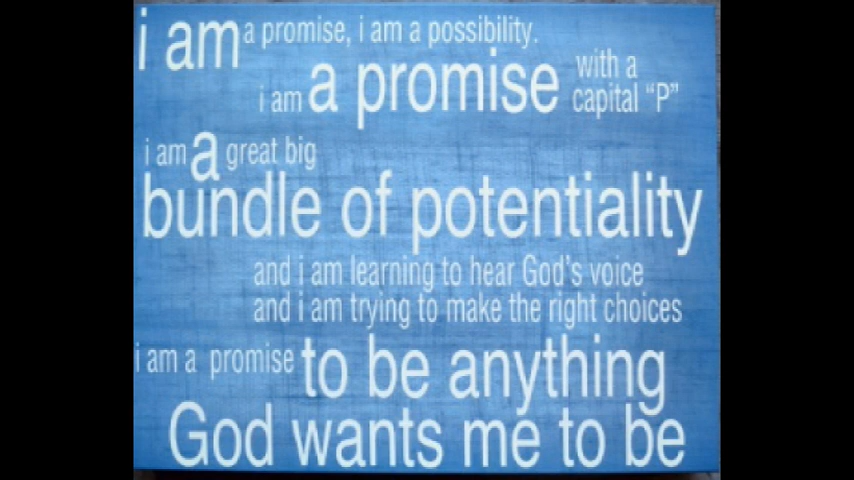 i am a promise, i am a possibility.
i am a promise with a capital "P"
i am a great big
bundle of potentiality
and i am learning to hear God's voice
and i am trying to make the right choices
i am a promise to be anything
God wants me to be